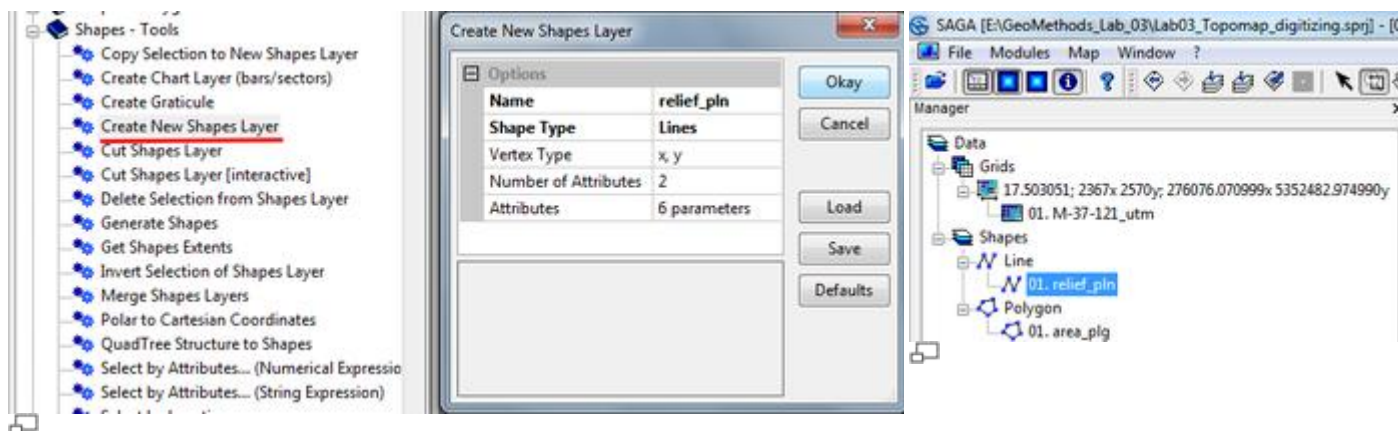 Shapes - Tools
Copy Selection to New Shapes Layer
Create Chart Layer (bars/sectors)
Create Graticule
Create New Shapes Layer
Cut Shapes Layer
Cut Shapes Layer [interactive]
Delete Selection from Shapes Layer
Generate Shapes
Get Shapes Extents
Invert Selection of Shapes Layer
Merge Shapes Layers
Polar to Cartesian Coordinates
QuadTree Structure to Shapes
Select by Attributes... (Numerical Expressio
Select by Attributes... (String Expression)
Create New Shapes Layer
Options
Name relief_pln
Shape Type Lines
Vertex Type x, y
Number of Attributes 2
Attributes 6 parameters
Okay
Cancel
Load
Save
Defaults
SAGA [E:\GeoMethods_Lab_03\Lab03_Topomap_digitizing.sprj] - [
File Modules Map Window ?
Manager
Data
Grids
17.503051; 2367x 2570y; 276076.070999x 5352482.974990y
01. M-37-121_utm
Shapes
Line
01. relief_pln
Polygon
01. area_plg